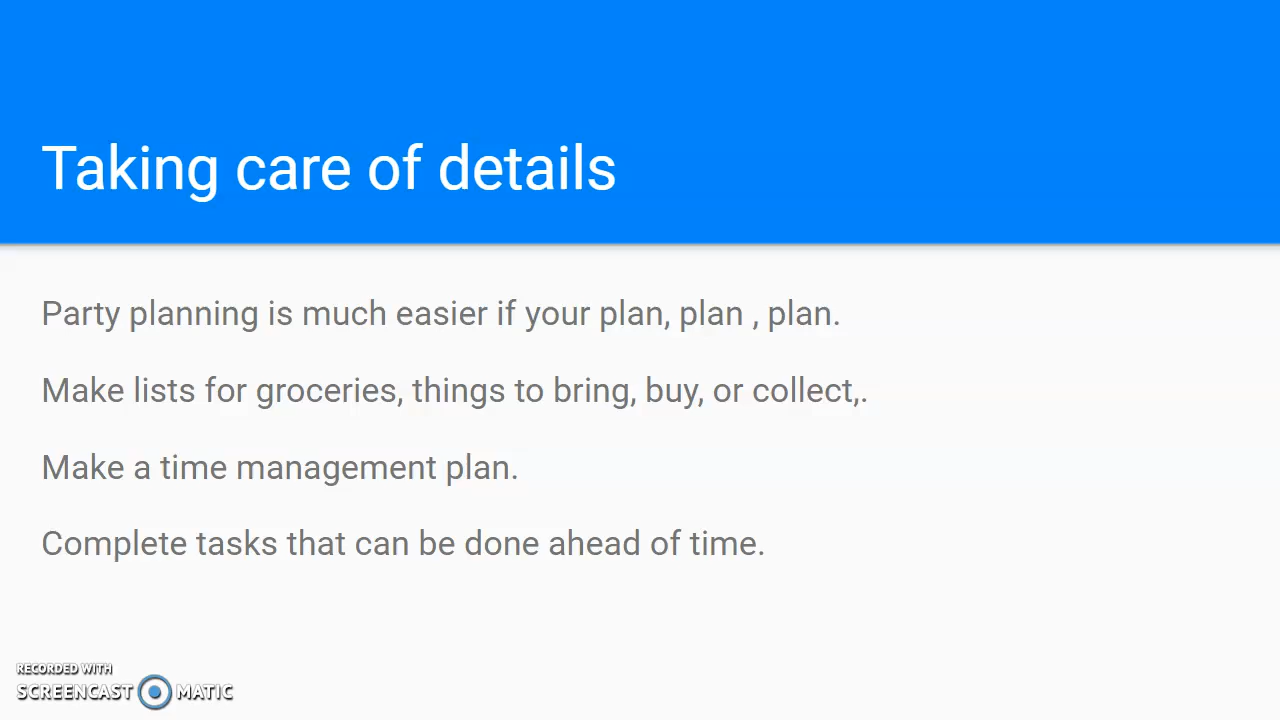 Taking care of details
Party planning is much easier if your plan, plan , plan.
Make lists for groceries, things to bring, buy, or collect,.
Make a time management plan.
Complete tasks that can be done ahead of time.
RECORDED WITH
SCREENCAST MATIC